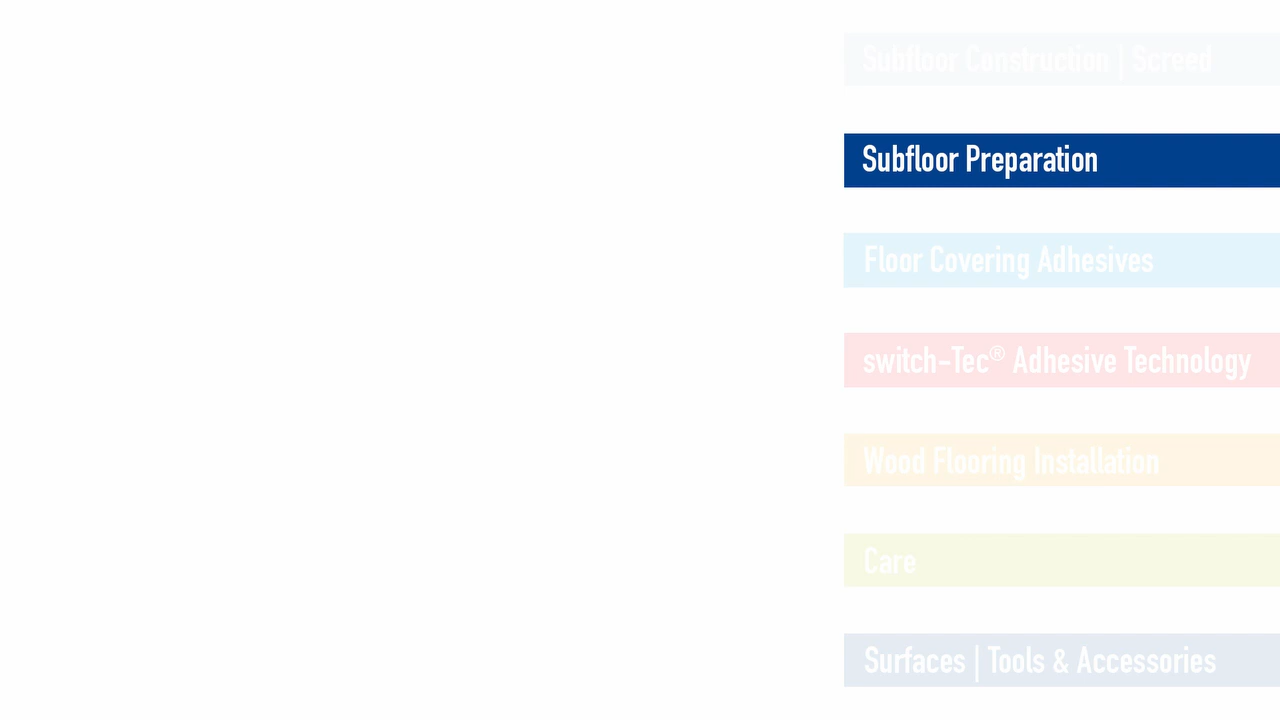 Subfloor Construction | Screed
Subfloor Preparation
Floor Covering Adhesives
switch-Tec® Adhesive Technology
Wood Flooring Installation
Care
Surfaces | Tools & Accessories